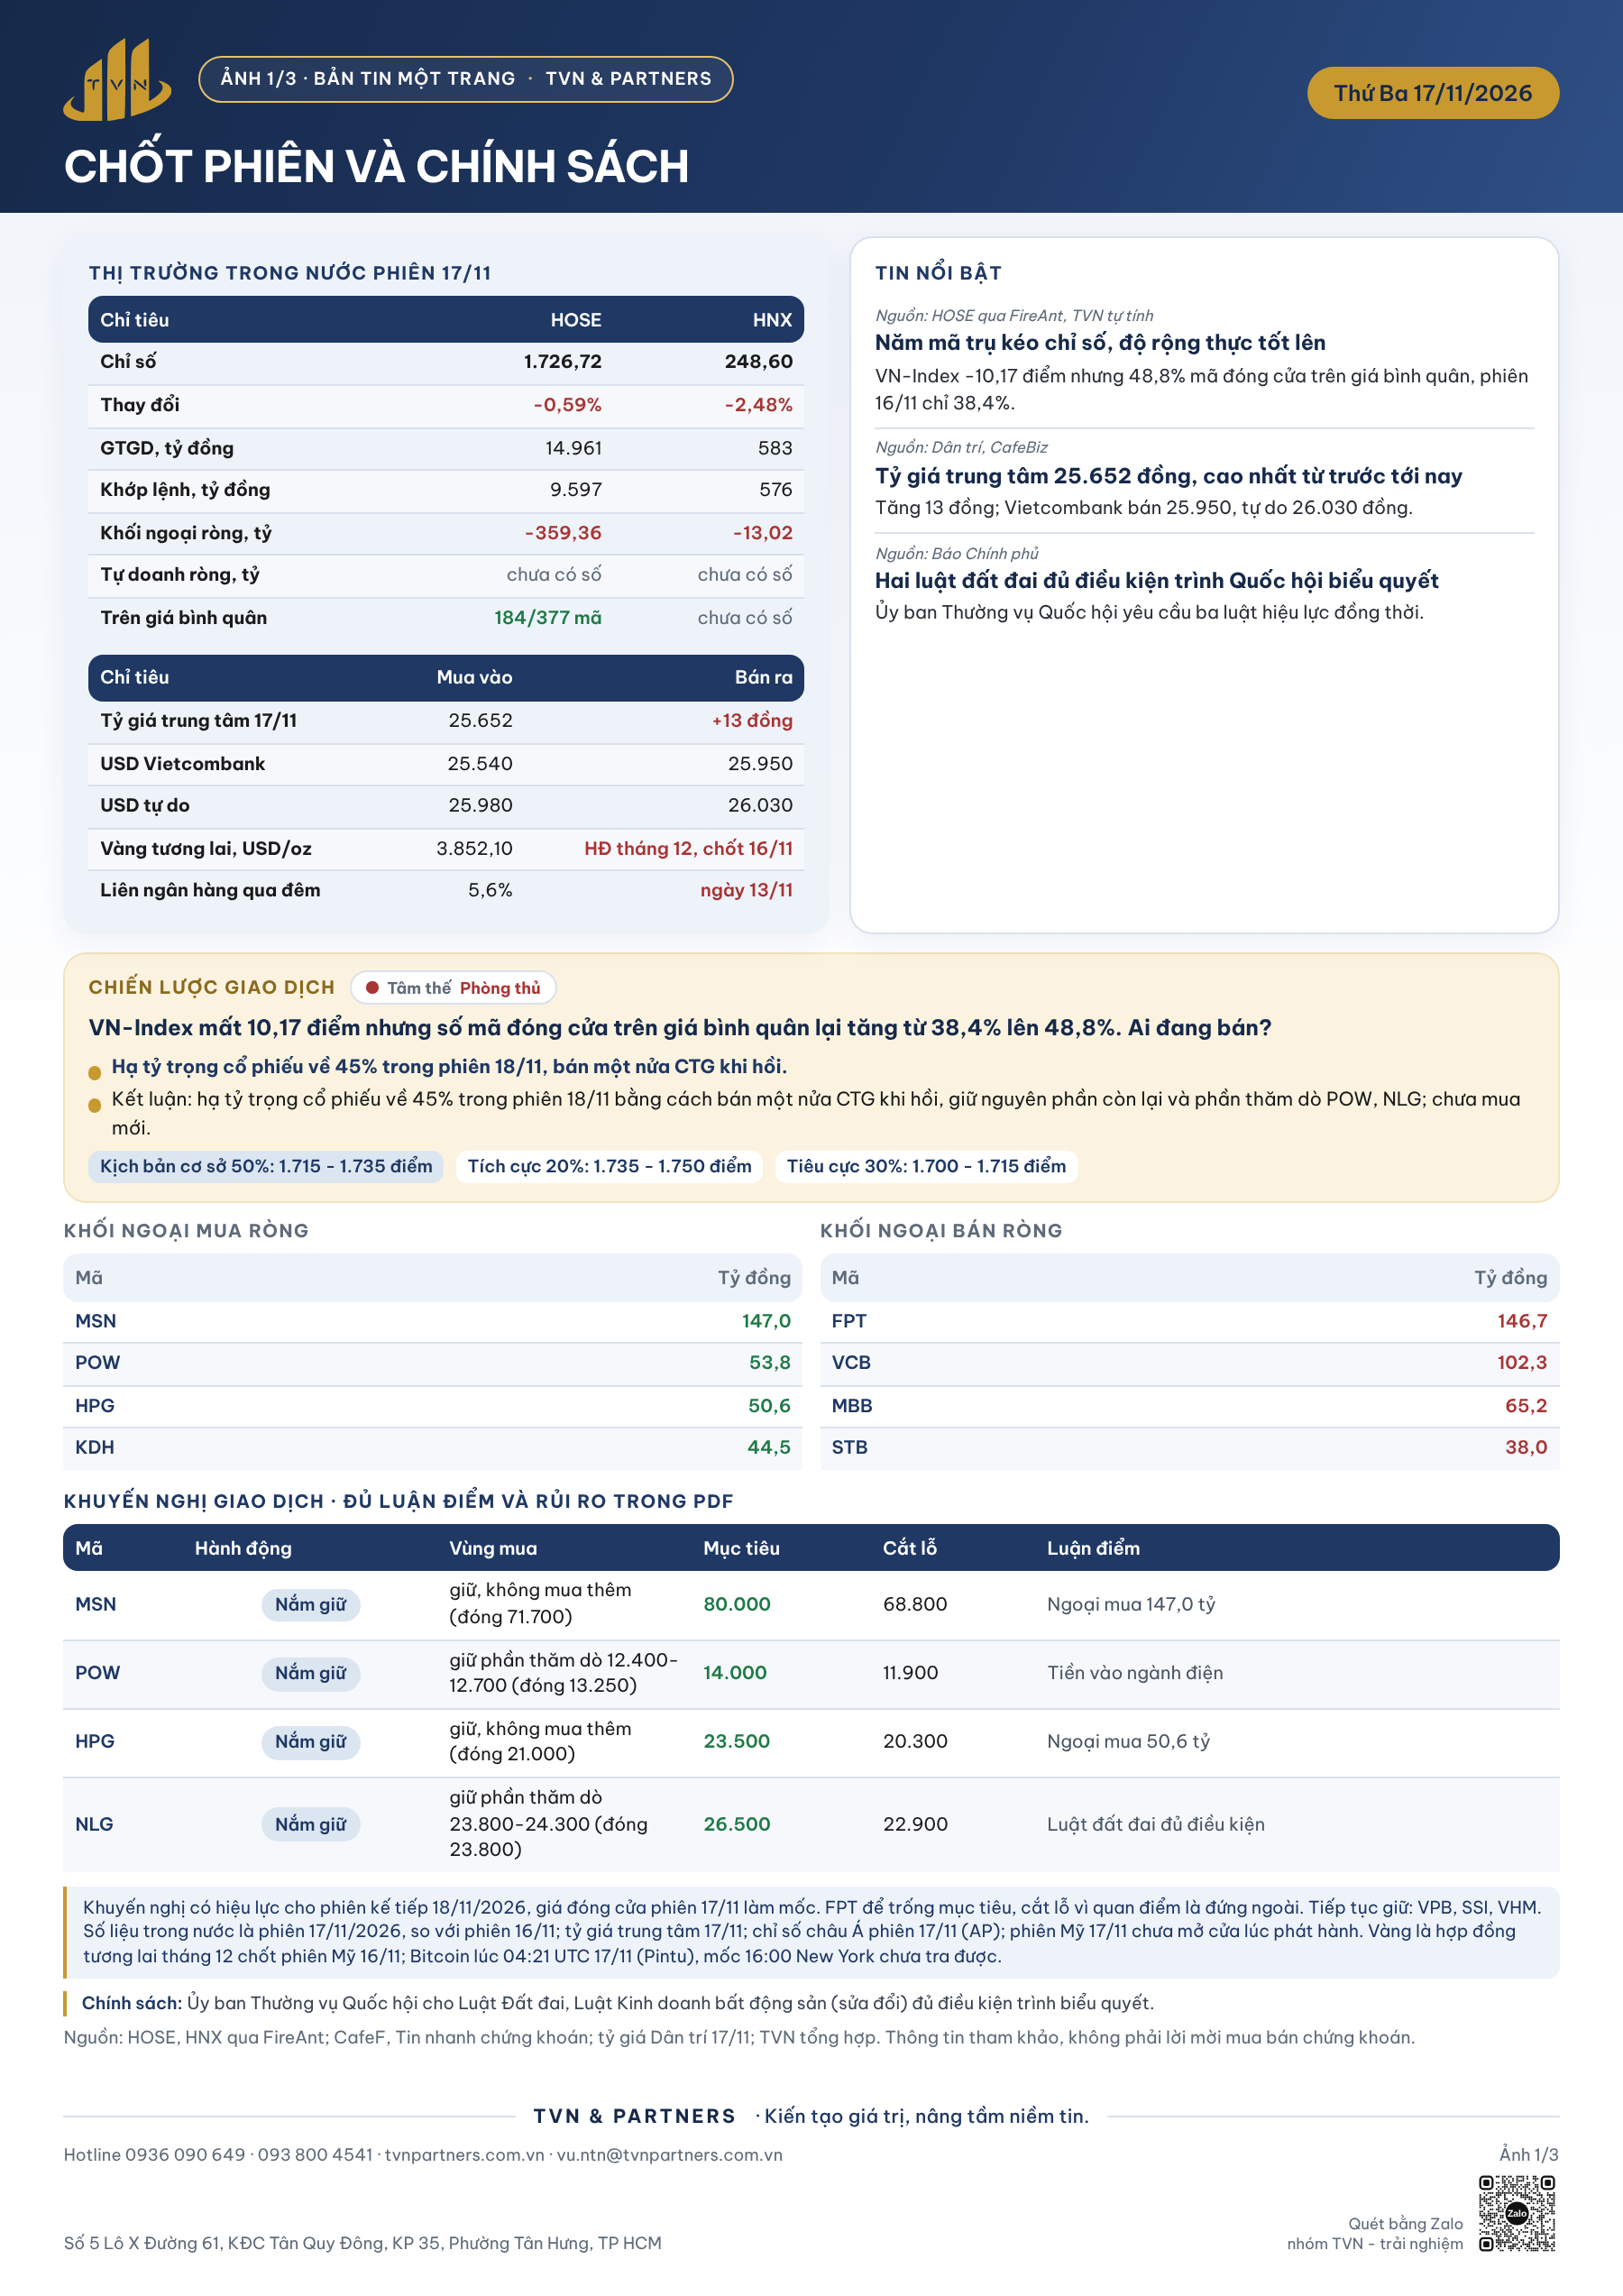 TVN
ẢNH 1/3 · BẢN TIN MỘT TRANG · TVN & PARTNERS
Thứ Ba 17/11/2026
CHỐT PHIÊN VÀ CHÍNH SÁCH
THỊ TRƯỜNG TRONG NƯỚC PHIÊN 17/11
Chỉ tiêu HOSE HNX
Chỉ số 1.726,72 248,60
Thay đổi -0,59% -2,48%
GTGD, tỷ đồng 14.961 583
Khớp lệnh, tỷ đồng 9.597 576
Khối ngoại ròng, tỷ -359,36 -13,02
Tự doanh ròng, tỷ chưa có số chưa có số
Trên giá bình quân 184/377 mã chưa có số
Chỉ tiêu Mua vào Bán ra
Tỷ giá trung tâm 17/11 25.652 +13 đồng
USD Vietcombank 25.540 25.950
USD tự do 25.980 26.030
Vàng tương lai, USD/oz 3.852,10 HĐ tháng 12, chốt 16/11
Liên ngân hàng qua đêm 5,6% ngày 13/11
TIN NỔI BẬT
Nguồn: HOSE qua FireAnt, TVN tự tính
Năm mã trụ kéo chỉ số, độ rộng thực tốt lên
VN-Index -10,17 điểm nhưng 48,8% mã đóng cửa trên giá bình quân, phiên
16/11 chỉ 38,4%.
Nguồn: Dân trí, CafeBiz
Tỷ giá trung tâm 25.652 đồng, cao nhất từ trước tới nay
Tăng 13 đồng; Vietcombank bán 25.950, tự do 26.030 đồng.
Nguồn: Báo Chính phủ
Hai luật đất đai đủ điều kiện trình Quốc hội biểu quyết
Ủy ban Thường vụ Quốc hội yêu cầu ba luật hiệu lực đồng thời.
CHIẾN LƯỢC GIAO DỊCH Tâm thế Phòng thủ
VN-Index mất 10,17 điểm nhưng số mã đóng cửa trên giá bình quân lại tăng từ 38,4% lên 48,8%. Ai đang bán?
Hạ tỷ trọng cổ phiếu về 45% trong phiên 18/11, bán một nửa CTG khi hồi.
Kết luận: hạ tỷ trọng cổ phiếu về 45% trong phiên 18/11 bằng cách bán một nửa CTG khi hồi, giữ nguyên phần còn lại và phần thăm dò POW, NLG; chưa mua
mới.
Kịch bản cơ sở 50%: 1.715 - 1.735 điểm Tích cực 20%: 1.735 - 1.750 điểm Tiêu cực 30%: 1.700 - 1.715 điểm
KHỐI NGOẠI MUA RÒNG
Mã Tỷ đồng
MSN 147,0
POW 53,8
HPG 50,6
KDH 44,5
KHỐI NGOẠI BÁN RÒNG
Mã Tỷ đồng
FPT 146,7
VCB 102,3
MBB 65,2
STB 38,0
KHUYẾN NGHỊ GIAO DỊCH · ĐỦ LUẬN ĐIỂM VÀ RỦI RO TRONG PDF
Mã Hành động Vùng mua Mục tiêu Cắt lỗ Luận điểm
MSN Nắm giữ giữ, không mua thêm
(đóng 71.700) 80.000 68.800 Ngoại mua 147,0 tỷ
POW Nắm giữ giữ phần thăm dò 12.400-
12.700 (đóng 13.250) 14.000 11.900 Tiền vào ngành điện
HPG Nắm giữ giữ, không mua thêm
(đóng 21.000) 23.500 20.300 Ngoại mua 50,6 tỷ
NLG Nắm giữ giữ phần thăm dò
23.800-24.300 (đóng
23.800) 26.500 22.900 Luật đất đai đủ điều kiện
Khuyến nghị có hiệu lực cho phiên kế tiếp 18/11/2026, giá đóng cửa phiên 17/11 làm mốc. FPT để trống mục tiêu, cắt lỗ vì quan điểm là đứng ngoài. Tiếp tục giữ: VPB, SSI, VHM.
Số liệu trong nước là phiên 17/11/2026, so với phiên 16/11; tỷ giá trung tâm 17/11; chỉ số châu Á phiên 17/11 (AP); phiên Mỹ 17/11 chưa mở cửa lúc phát hành. Vàng là hợp đồng
tương lai tháng 12 chốt phiên Mỹ 16/11; Bitcoin lúc 04:21 UTC 17/11 (Pintu), mốc 16:00 New York chưa tra được.
Chính sách: Ủy ban Thường vụ Quốc hội cho Luật Đất đai, Luật Kinh doanh bất động sản (sửa đổi) đủ điều kiện trình biểu quyết.
Nguồn: HOSE, HNX qua FireAnt; CafeF, Tin nhanh chứng khoán; tỷ giá Dân trí 17/11; TVN tổng hợp. Thông tin tham khảo, không phải lời mời mua bán chứng khoán.
TVN & PARTNERS · Kiến tạo giá trị, nâng tầm niềm tin.
Hotline 0936 090 649 · 093 800 4541 · tvnpartners.com.vn · vu.ntn@tvnpartners.com.vn
Ảnh 1/3
Số 5 Lô X Đường 61, KĐC Tân Quy Đông, KP 35, Phường Tân Hưng, TP HCM
Quét bằng Zalo
nhóm TVN - trải nghiệm
Zalo